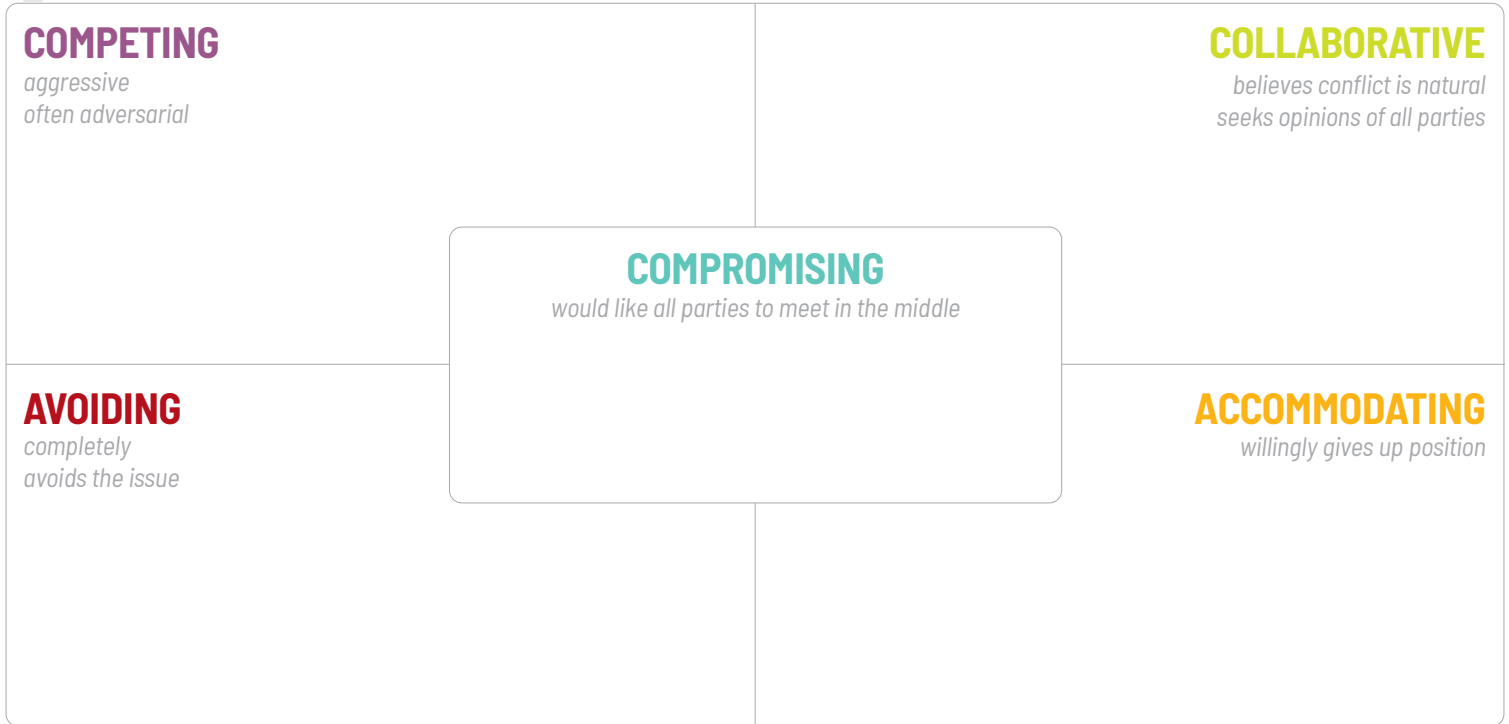 COMPETING
aggressive
often adversarial
COLLABORATIVE
believes conflict is natural
seeks opinions of all parties
COMPROMISING
would like all parties to meet in the middle
AVOIDING
completely
avoids the issue
ACCOMMODATING
willingly gives up position